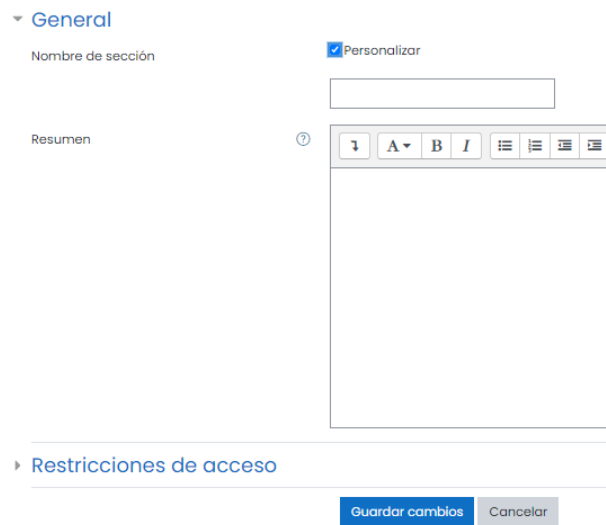 General
Nombre de sección
Personalizar
Resumen
A B I
Restricciones de acceso
Guardar cambios Cancelar